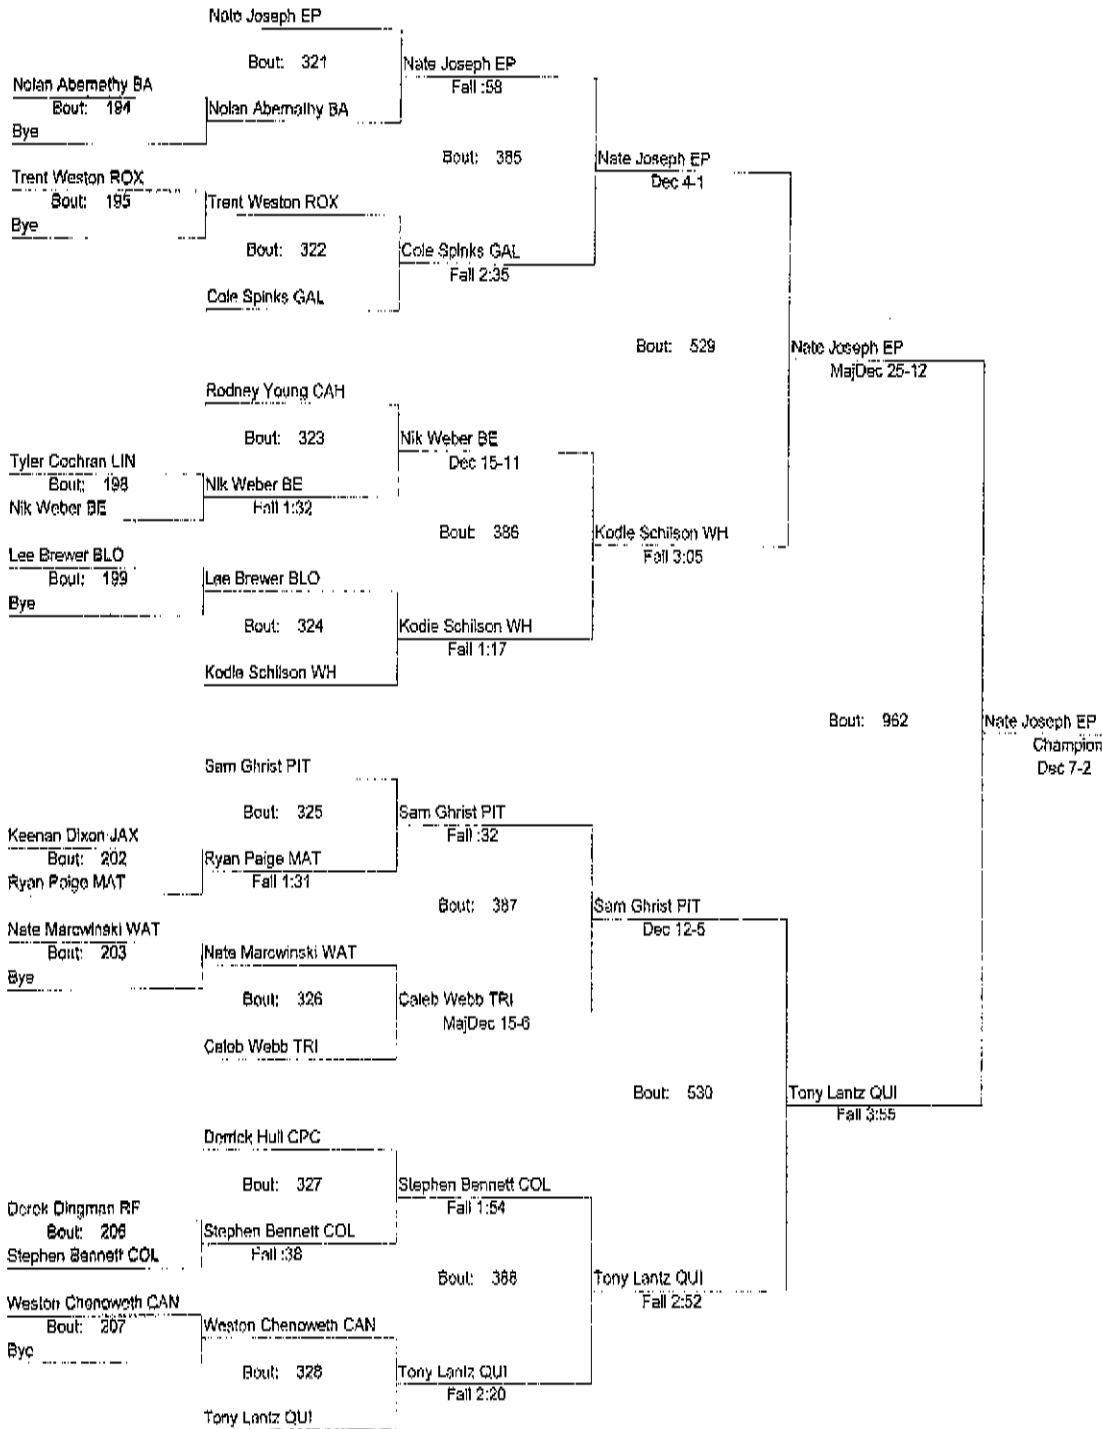 Nate Joseph EP
Bout: 321
Nate Joseph EP
Fall :58
Nolan Abernathy BA
Bout: 194
Bye
Nolan Abernathy BA
Bout: 385
Nate Joseph EP
Dec 4-1
Trent Weston ROX
Bout: 195
Bye
Trent Weston ROX
Bout: 322
Cole Spinks GAL
Fall 2:35
Cole Spinks GAL
Bout: 529
Nate Joseph EP
MajDec 25-12
Rodney Young CAH
Bout: 323
Nik Weber BE
Dec 15-11
Tyler Cochran LIN
Bout: 198
Nik Weber BE
Nik Weber BE
Fall 1:32
Bout: 386
Kodie Schilson WH
Fall 3:05
Lee Brewer BLO
Bout: 199
Bye
Lee Brewer BLO
Bout: 324
Kodie Schilson WH
Fall 1:17
Kodie Schilson WH
Bout: 962
Nate Joseph EP
Champion
Dec 7-2
Sam Ghrist PIT
Bout: 325
Sam Ghrist PIT
Fall :32
Keenan Dixon JAX
Bout: 202
Ryan Paige MAT
Ryan Paige MAT
Fall 1:31
Bout: 387
Sam Ghrist PIT
Dec 12-5
Nate Marcwinski WAT
Bout: 203
Bye
Nate Marcwinski WAT
Bout: 326
Caleb Webb TRI
MajDec 15-6
Caleb Webb TRI
Bout: 530
Tony Lantz QUI
Fall 3:55
Derrick Hull CPC
Bout: 327
Stephen Bennett COL
Fall 1:54
Derek Dingman RF
Bout: 206
Stephen Bennett COL
Stephen Bennett COL
Fall :38
Bout: 388
Tony Lantz QUI
Fall 2:52
Weston Chenoweth CAN
Bout: 207
Bye
Weston Chenoweth CAN
Bout: 328
Tony Lantz QUI
Fall 2:20
Tony Lantz QUI